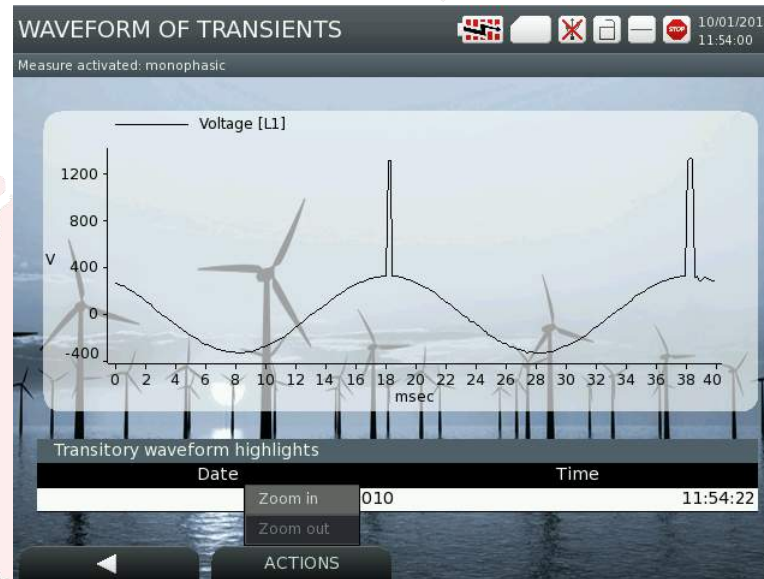 WAVEFORM OF TRANSIENTS
STOP
10/01/201
11:54:00
Measure activated: monophasic
Voltage [L1]
1200
800
V
400
0
-400
0 2 4 6 8 10 12 14 16 18 20 22 24 26 28 30 32 34 36 38 40
msec
Transitory waveform highlights
Date Time
010 11:54:22
Zoom in
Zoom out
ACTIONS